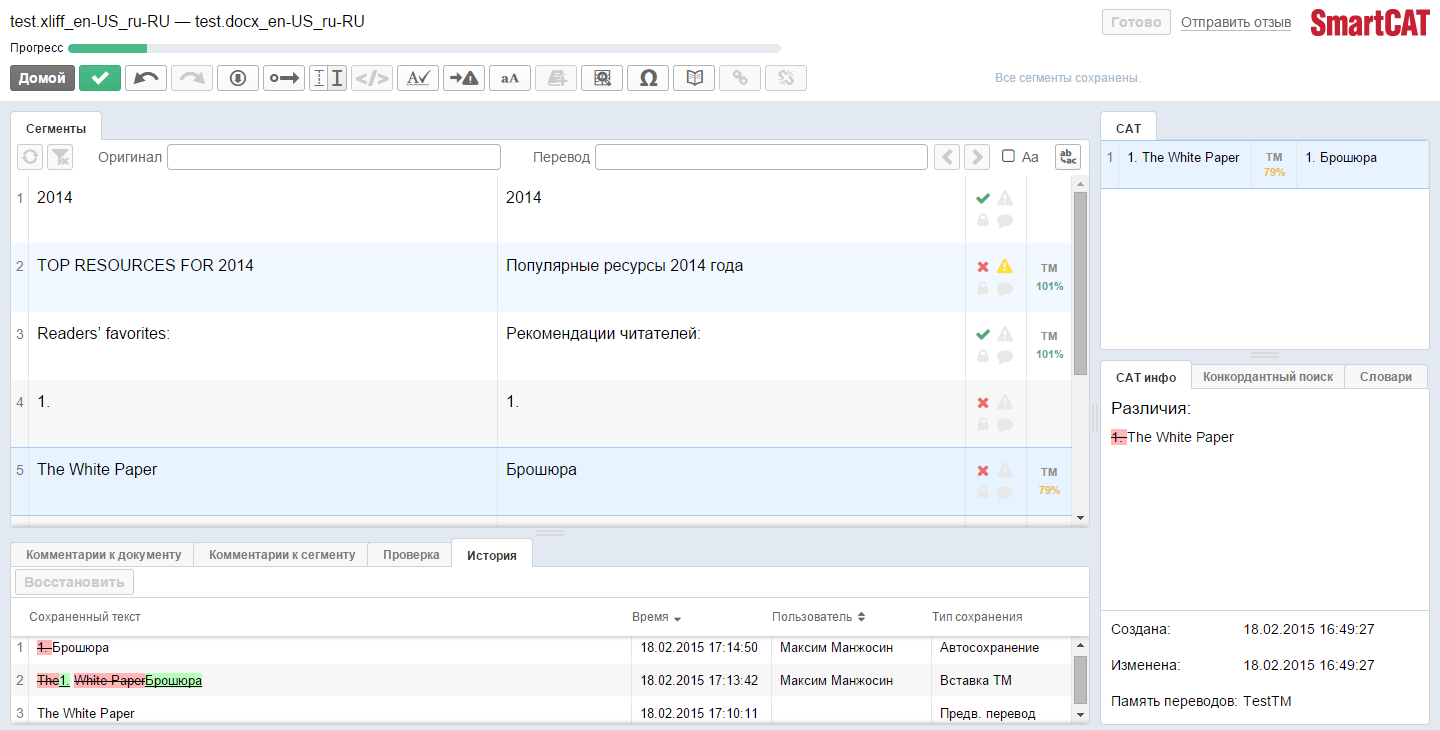 test.xliff_en-US_ru-RU — test.docx_en-US_ru-RU
Готово
Отправить отзыв
SmartCAT
Прогресс
Домой
</>
A
aA
Ω
Все сегменты сохранены.
Сегменты
Оригинал
Перевод
Aa
ab
ac
1 2014 2014
2 TOP RESOURCES FOR 2014 Популярные ресурсы 2014 года TM
101%
3 Readers’ favorites: Рекомендации читателей: TM
101%
4 1. 1.
5 The White Paper Брошюра TM
79%
CAT
1 1. The White Paper TM 1. Брошюра
79%
CAT инфо Конкордантный поиск Словари
Различия:
1. The White Paper
Создана: 18.02.2015 16:49:27
Изменена: 18.02.2015 16:49:27
Память переводов: TestTM
Комментарии к документу Комментарии к сегменту Проверка История
Восстановить
Сохраненный текст Время Пользователь Тип сохранения
1 1. Брошюра 18.02.2015 17:14:50 Максим Манжосин Автосохранение
2 The1. White PaperБрошюра 18.02.2015 17:13:42 Максим Манжосин Вставка ТМ
3 The White Paper 18.02.2015 17:10:11 Предв. перевод